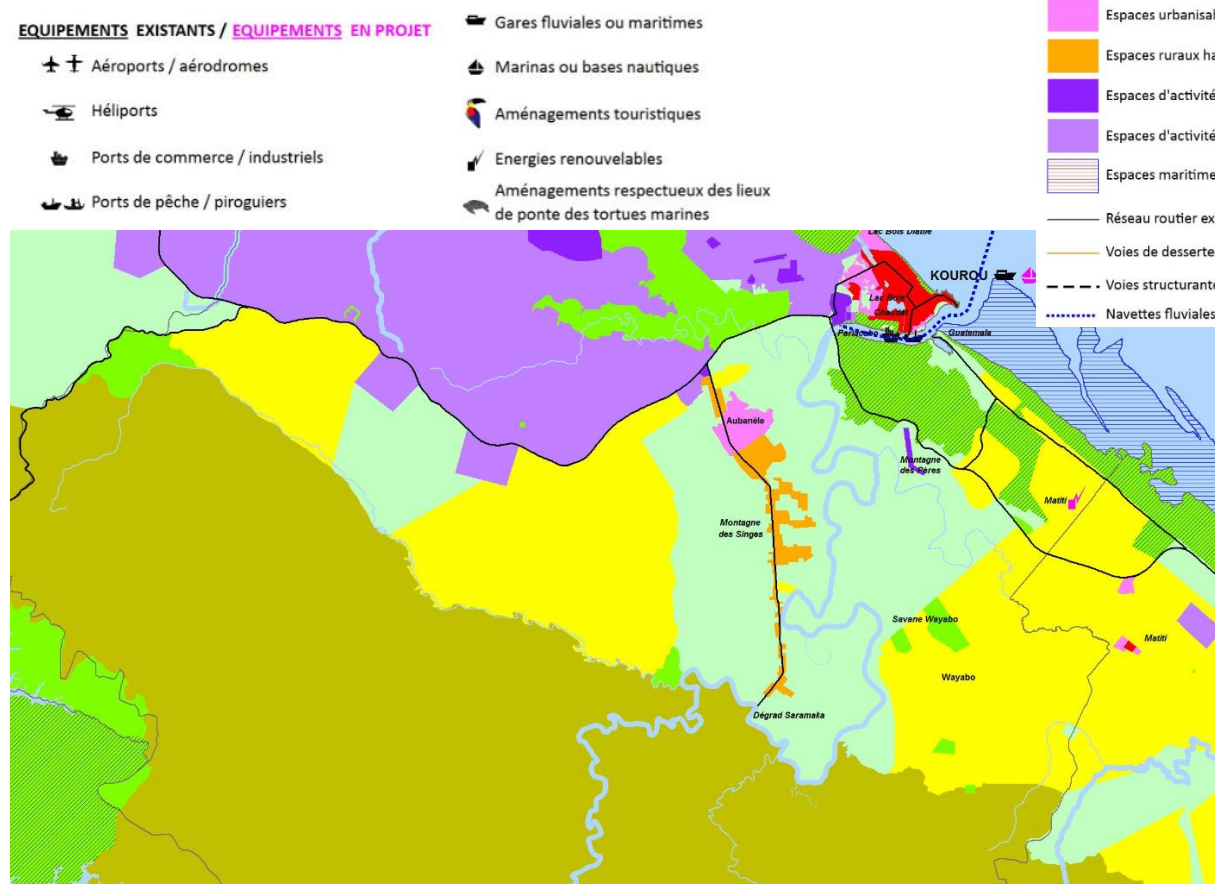 EQUIPEMENTS EXISTANTS / EQUIPEMENTS EN PROJET
Aéroports / aérodromes
Héliports
Ports de commerce / industriels
Ports de pêche / piroguiers
Gares fluviales ou maritimes
Marinas ou bases nautiques
Aménagements touristiques
Energies renouvelables
Aménagements respectueux des lieux
de ponte des tortues marines
Espaces urbanisab
Espaces ruraux ha
Espaces d'activité
Espaces d'activité
Espaces maritime
Réseau routier ex
Voies de desserte
Voies structurante
Navettes fluviales
Lac Bois Diable
KOUROU
Lac Bois
Chaudat
Pariacabo
Guatemala
Aubanèle
Montagne
des Pères
Matiti
Montagne
des Singes
Savane Wayabo
Matiti
Wayabo
Dégrad Saramaka